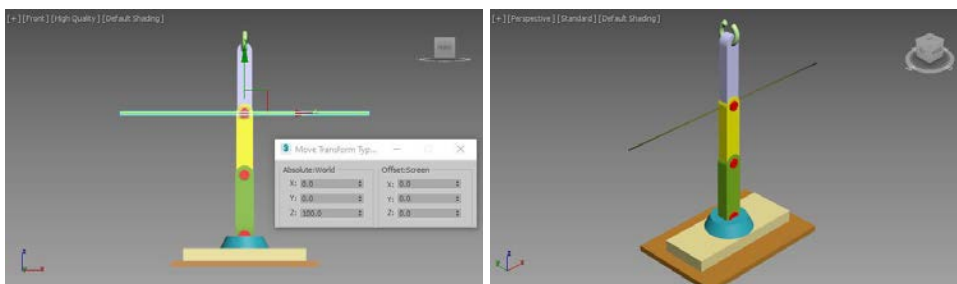 [+] [Front] [High Quality] [Default Shading]
Move Transform Typ...
Absolute:World
X: 0.0
Y: 0.0
Z: 100.0
Offset:Screen
X: 0.0
Y: 0.0
Z: 0.0
z
x
[+] [Perspective] [Standard] [Default Shading]
z
y
x